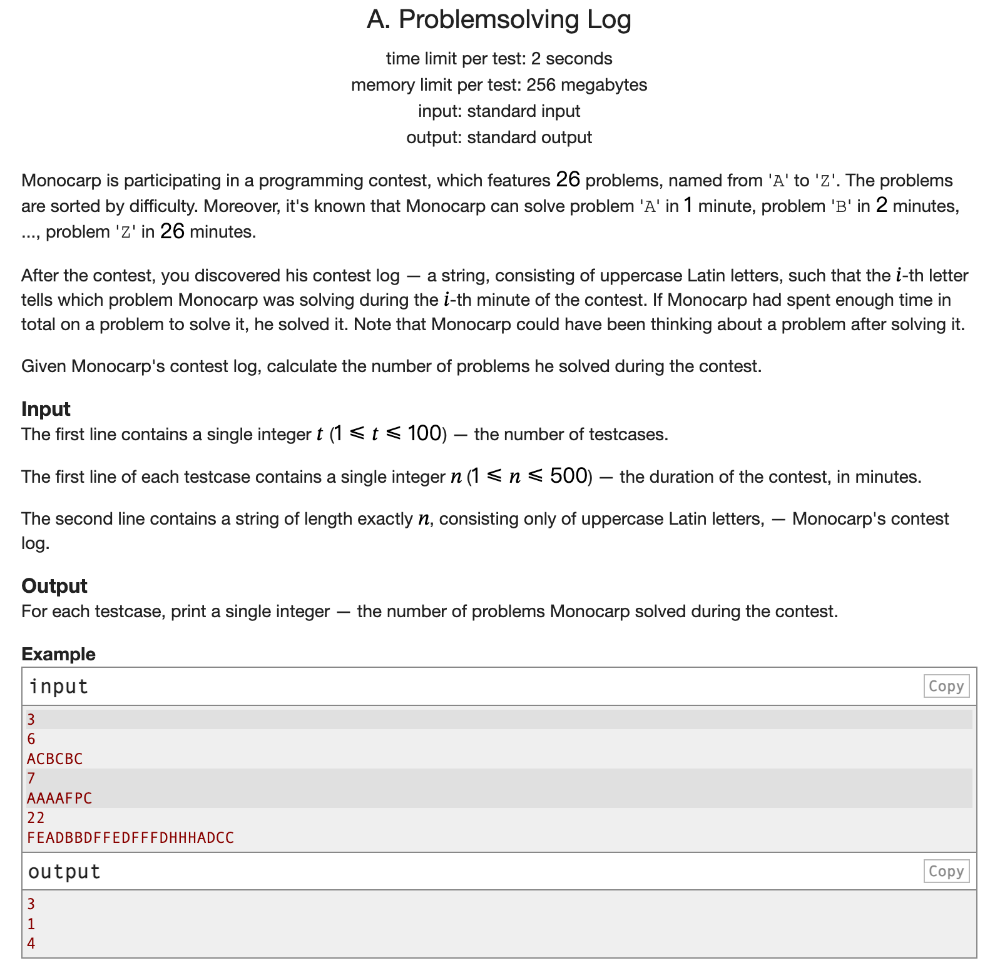 A. Problemsolving Log
time limit per test: 2 seconds
memory limit per test: 256 megabytes
input: standard input
output: standard output
Monocarp is participating in a programming contest, which features 26 problems, named from 'A' to 'Z'. The problems
are sorted by difficulty. Moreover, it's known that Monocarp can solve problem 'A' in 1 minute, problem 'B' in 2 minutes,
..., problem 'Z' in 26 minutes.
After the contest, you discovered his contest log — a string, consisting of uppercase Latin letters, such that the i-th letter
tells which problem Monocarp was solving during the i-th minute of the contest. If Monocarp had spent enough time in
total on a problem to solve it, he solved it. Note that Monocarp could have been thinking about a problem after solving it.
Given Monocarp's contest log, calculate the number of problems he solved during the contest.
Input
The first line contains a single integer t (1 ⩽ t ⩽ 100) — the number of testcases.
The first line of each testcase contains a single integer n (1 ⩽ n ⩽ 500) — the duration of the contest, in minutes.
The second line contains a string of length exactly n, consisting only of uppercase Latin letters, — Monocarp's contest
log.
Output
For each testcase, print a single integer — the number of problems Monocarp solved during the contest.
Example
input Copy
3
6
ACBCBC
7
AAAAFPC
22
FEADBBDFFEDFFFDHHHADCC
output Copy
3
1
4